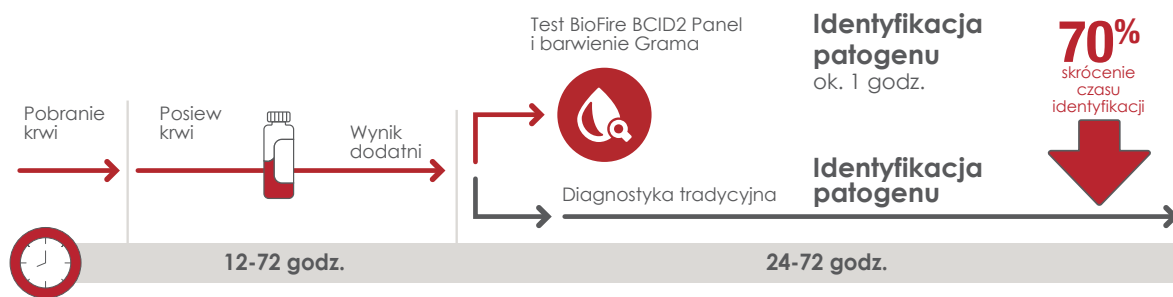 Pobranie
krwi
Posiew
krwi
Wynik
dodatni
Test BioFire BCID2 Panel
i barwienie Grama
Identyfikacja
patogenu
ok. 1 godz.
70%
skrócenie
czasu
identyfikacji
Diagnostyka tradycyjna
Identyfikacja
patogenu
12-72 godz.
24-72 godz.